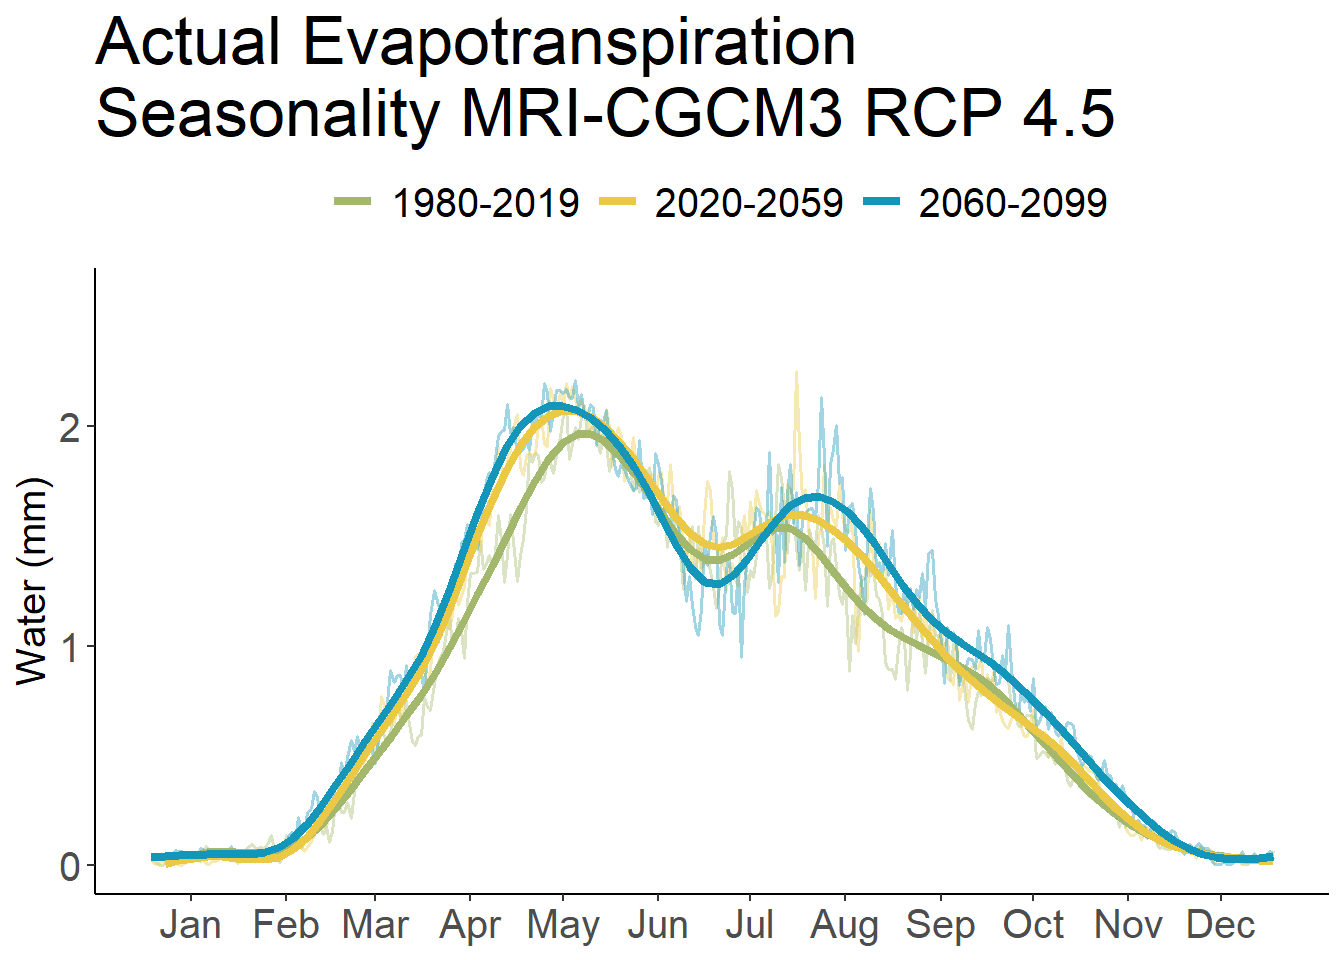 Actual Evapotranspiration
Seasonality MRI-CGCM3 RCP 4.5
1980-2019 2020-2059 2060-2099
Water (mm)
2
1
0
Jan Feb Mar Apr May Jun Jul Aug Sep Oct Nov Dec